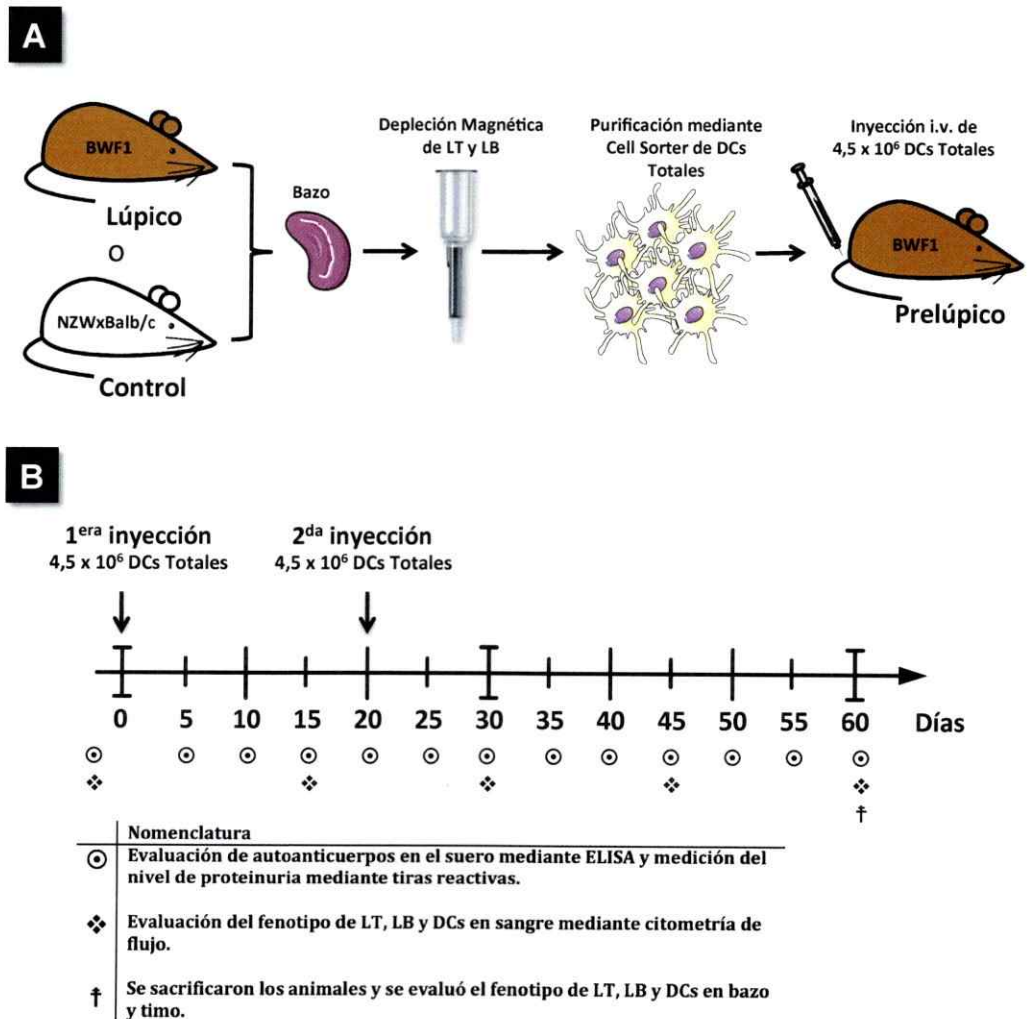 A
BWF1
Lúpico
O
NZWxBalb/c
Control
Bazo
Depleción Magnética
de LT y LB
Purificación mediante
Cell Sorter de DCs
Totales
Inyección i.v. de
4,5 x 10⁶ DCs Totales
BWF1
Prelúpico
B
1era inyección
4,5 x 10⁶ DCs Totales
2da inyección
4,5 x 10⁶ DCs Totales
0 5 10 15 20 25 30 35 40 45 50 55 60 Días
Nomenclatura
Evaluación de autoanticuerpos en el suero mediante ELISA y medición del
nivel de proteinuria mediante tiras reactivas.
Evaluación del fenotipo de LT, LB y DCs en sangre mediante citometría de
flujo.
Se sacrificaron los animales y se evaluó el fenotipo de LT, LB y DCs en bazo
y timo.